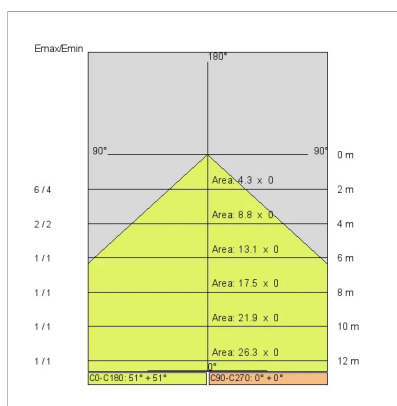 Emax/Emin
180°
90° 90° 0 m
Area: 4.3 x 0
6 / 4 2 m
Area: 8.8 x 0
2 / 2 4 m
Area: 13.1 x 0
1 / 1 6 m
Area: 17.5 x 0
1 / 1 8 m
Area: 21.9 x 0
1 / 1 10 m
Area: 26.3 x 0
1 / 1 12 m
0°
C0-C180: 51° + 51° C90-C270: 0° + 0°